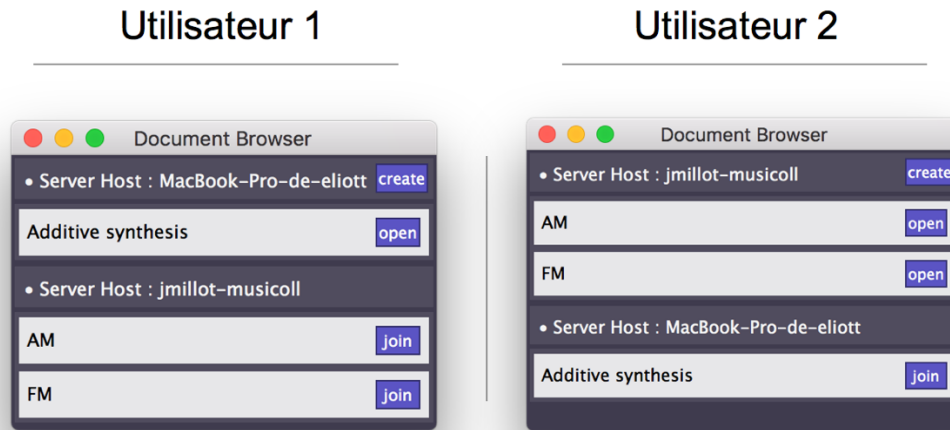 Utilisateur 1
Document Browser
• Server Host : MacBook-Pro-de-eliott create
Additive synthesis open
• Server Host : jmillot-musicoll
AM join
FM join
Utilisateur 2
Document Browser
• Server Host : jmillot-musicoll create
AM open
FM open
• Server Host : MacBook-Pro-de-eliott
Additive synthesis join